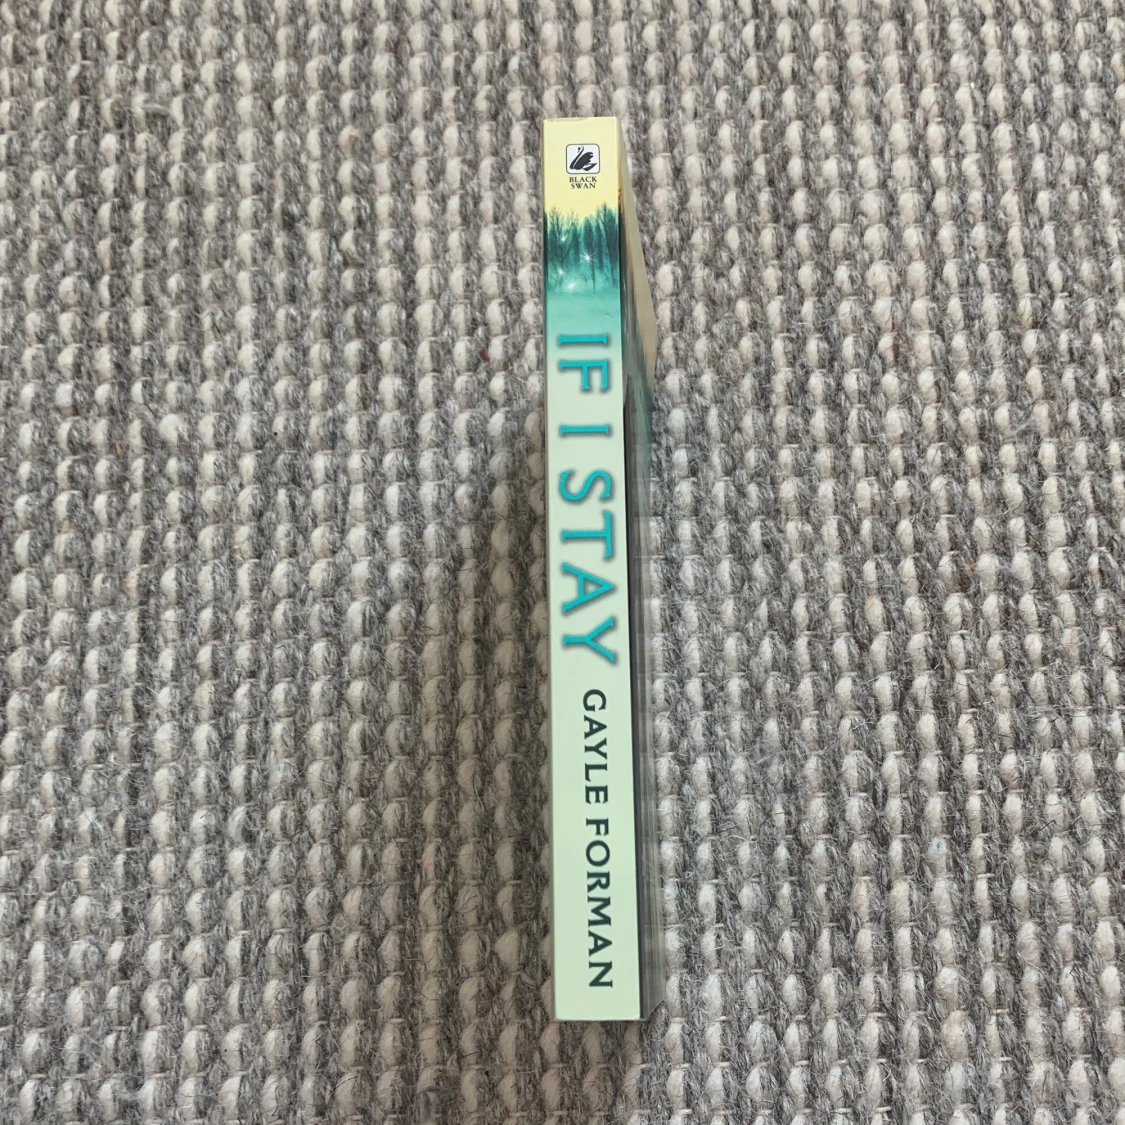 BLACK
SWAN
IF I STAY
GAYLE FORMAN